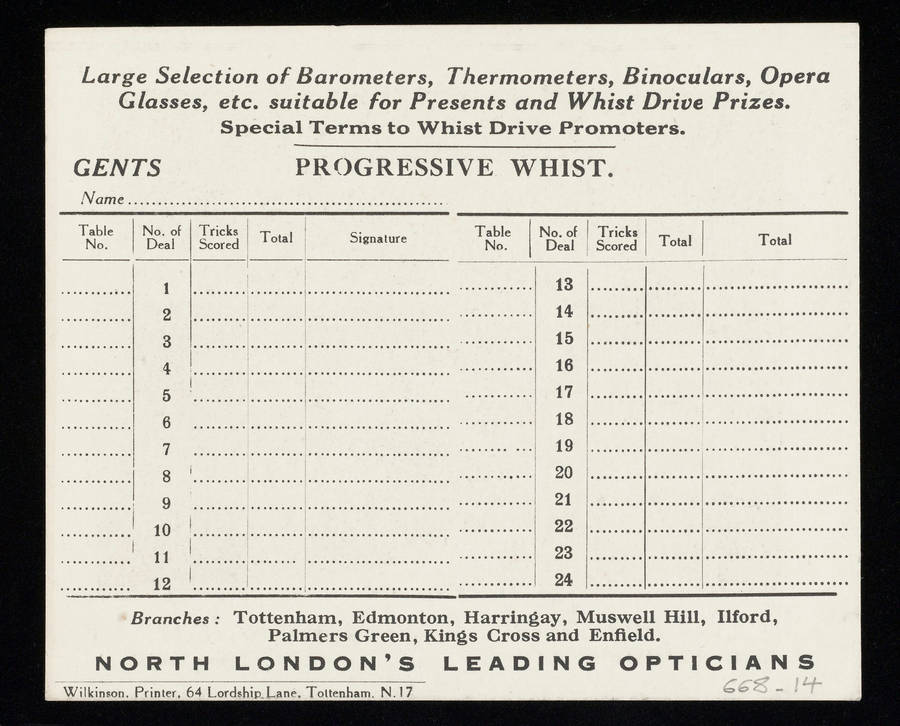 Large Selection of Barometers, Thermometers, Binoculars, Opera
Glasses, etc. suitable for Presents and Whist Drive Prizes.
Special Terms to Whist Drive Promoters.
GENTS PROGRESSIVE WHIST.
Name
Table No. No. of Deal Tricks Scored Total Signature
1
2
3
4
5
6
7
8
9
10
11
12
Table No. No. of Deal Tricks Scored Total Total
13
14
15
16
17
18
19
20
21
22
23
24
Branches: Tottenham, Edmonton, Harringay, Muswell Hill, Ilford,
Palmers Green, Kings Cross and Enfield.
NORTH LONDON'S LEADING OPTICIANS
Wilkinson, Printer, 64 Lordship Lane, Tottenham, N.17
668-14